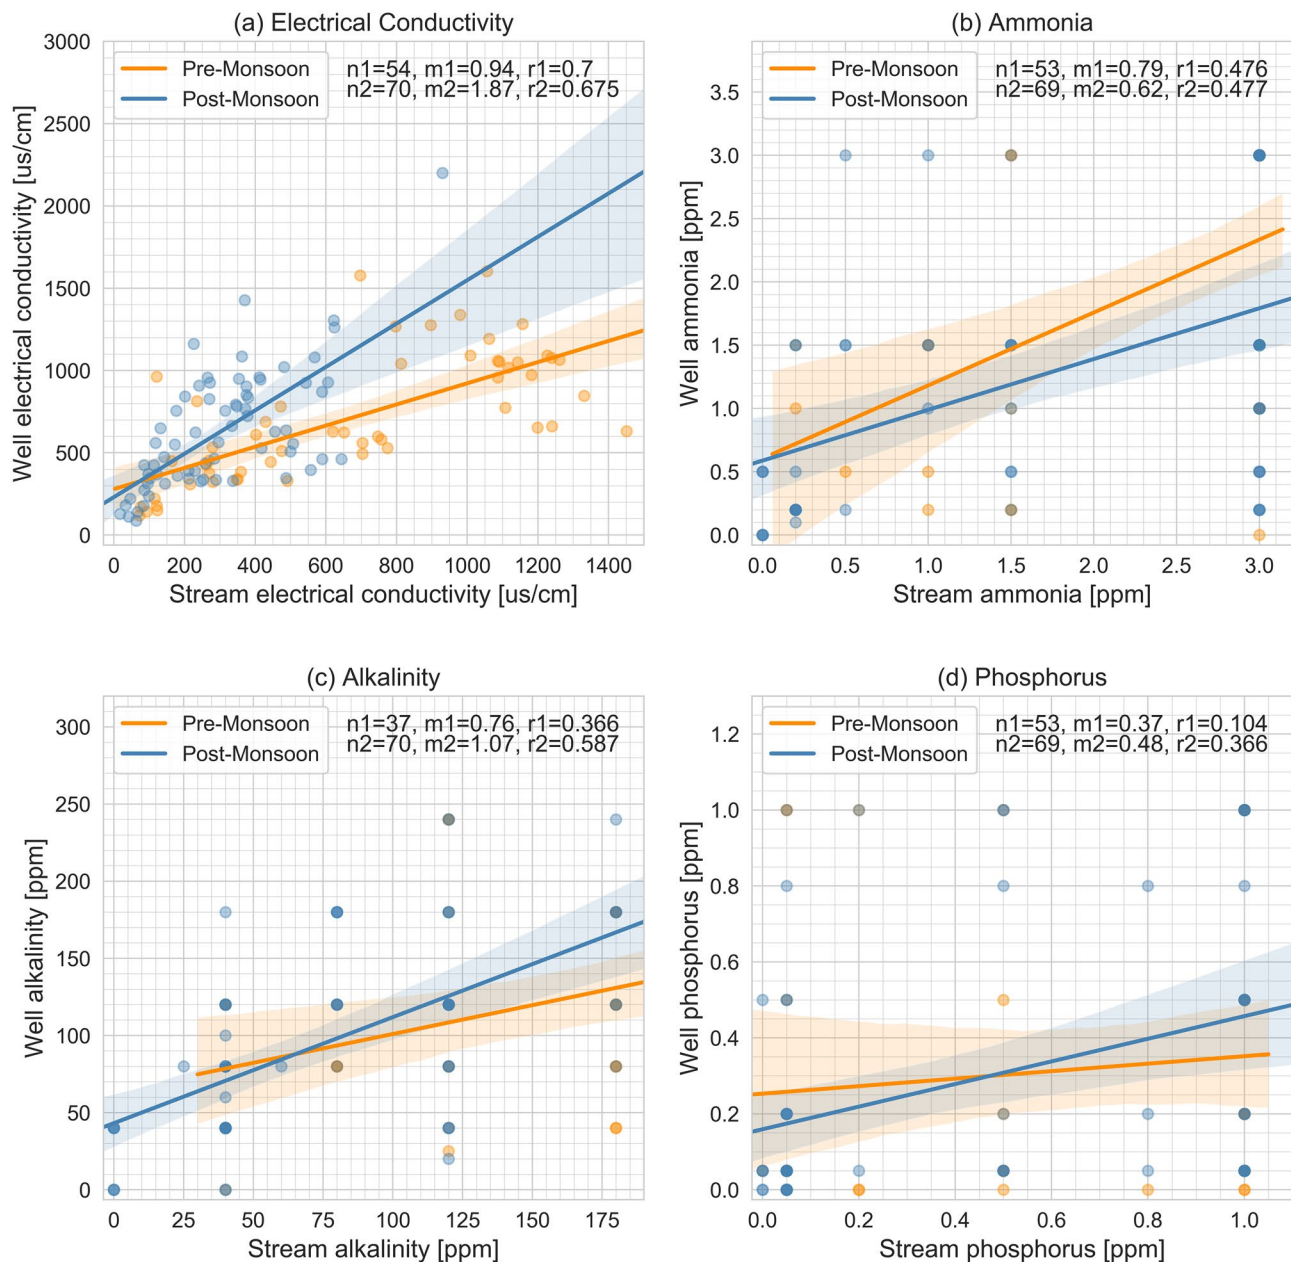 (a) Electrical Conductivity
Pre-Monsoon
Post-Monsoon
n1=54, m1=0.94, r1=0.7
n2=70, m2=1.87, r2=0.675
Well electrical conductivity [us/cm]
3000
2500
2000
1500
1000
500
0
0 200 400 600 800 1000 1200 1400
Stream electrical conductivity [us/cm]
(b) Ammonia
Pre-Monsoon
Post-Monsoon
n1=53, m1=0.79, r1=0.476
n2=69, m2=0.62, r2=0.477
Well ammonia [ppm]
3.5
3.0
2.5
2.0
1.5
1.0
0.5
0.0
0.0 0.5 1.0 1.5 2.0 2.5 3.0
Stream ammonia [ppm]
(c) Alkalinity
Pre-Monsoon
Post-Monsoon
n1=37, m1=0.76, r1=0.366
n2=70, m2=1.07, r2=0.587
Well alkalinity [ppm]
300
250
200
150
100
50
0
0 25 50 75 100 125 150 175
Stream alkalinity [ppm]
(d) Phosphorus
Pre-Monsoon
Post-Monsoon
n1=53, m1=0.37, r1=0.104
n2=69, m2=0.48, r2=0.366
Well phosphorus [ppm]
1.2
1.0
0.8
0.6
0.4
0.2
0.0
0.0 0.2 0.4 0.6 0.8 1.0
Stream phosphorus [ppm]